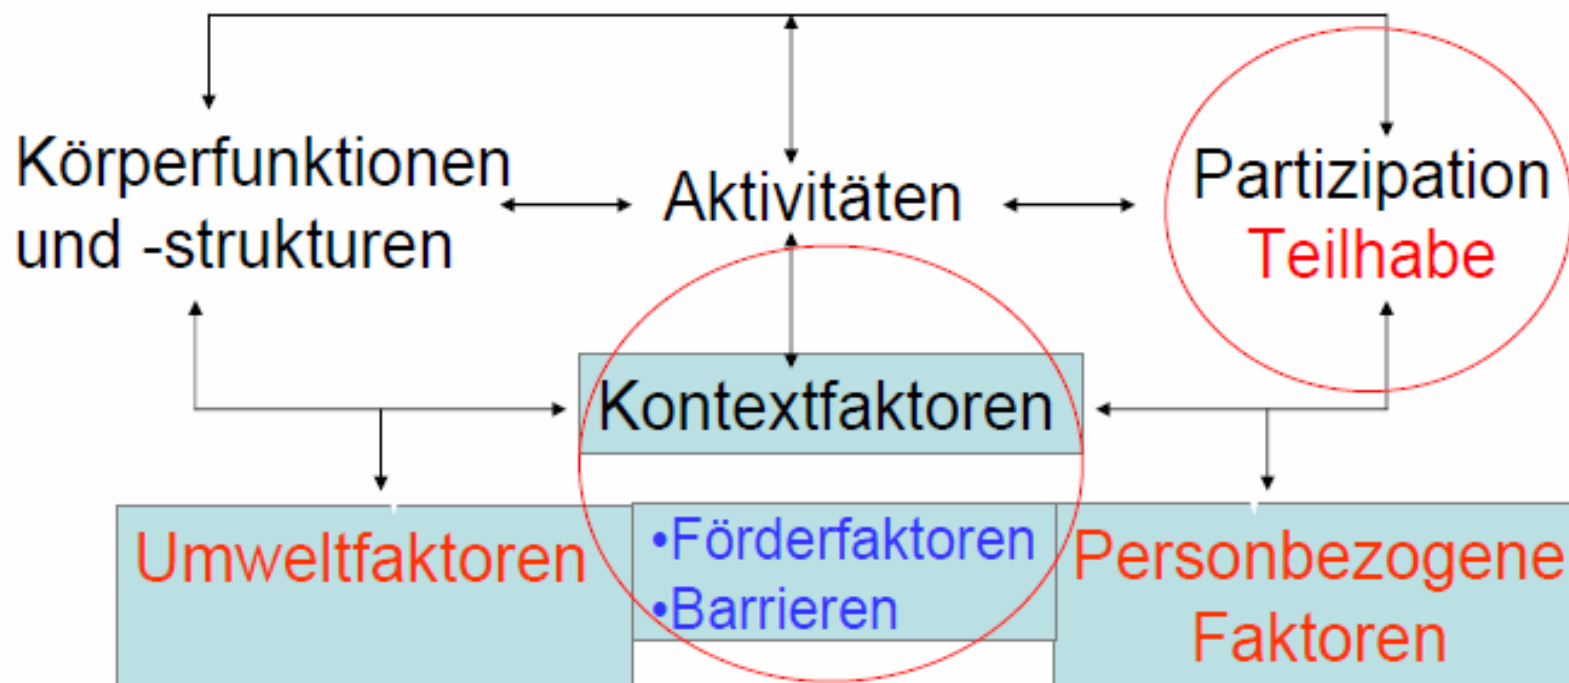 Körperfunktionen
und -strukturen
Aktivitäten
Partizipation
Teilhabe
Kontextfaktoren
Umweltfaktoren
•Förderfaktoren
•Barrieren
Personbezogene
Faktoren